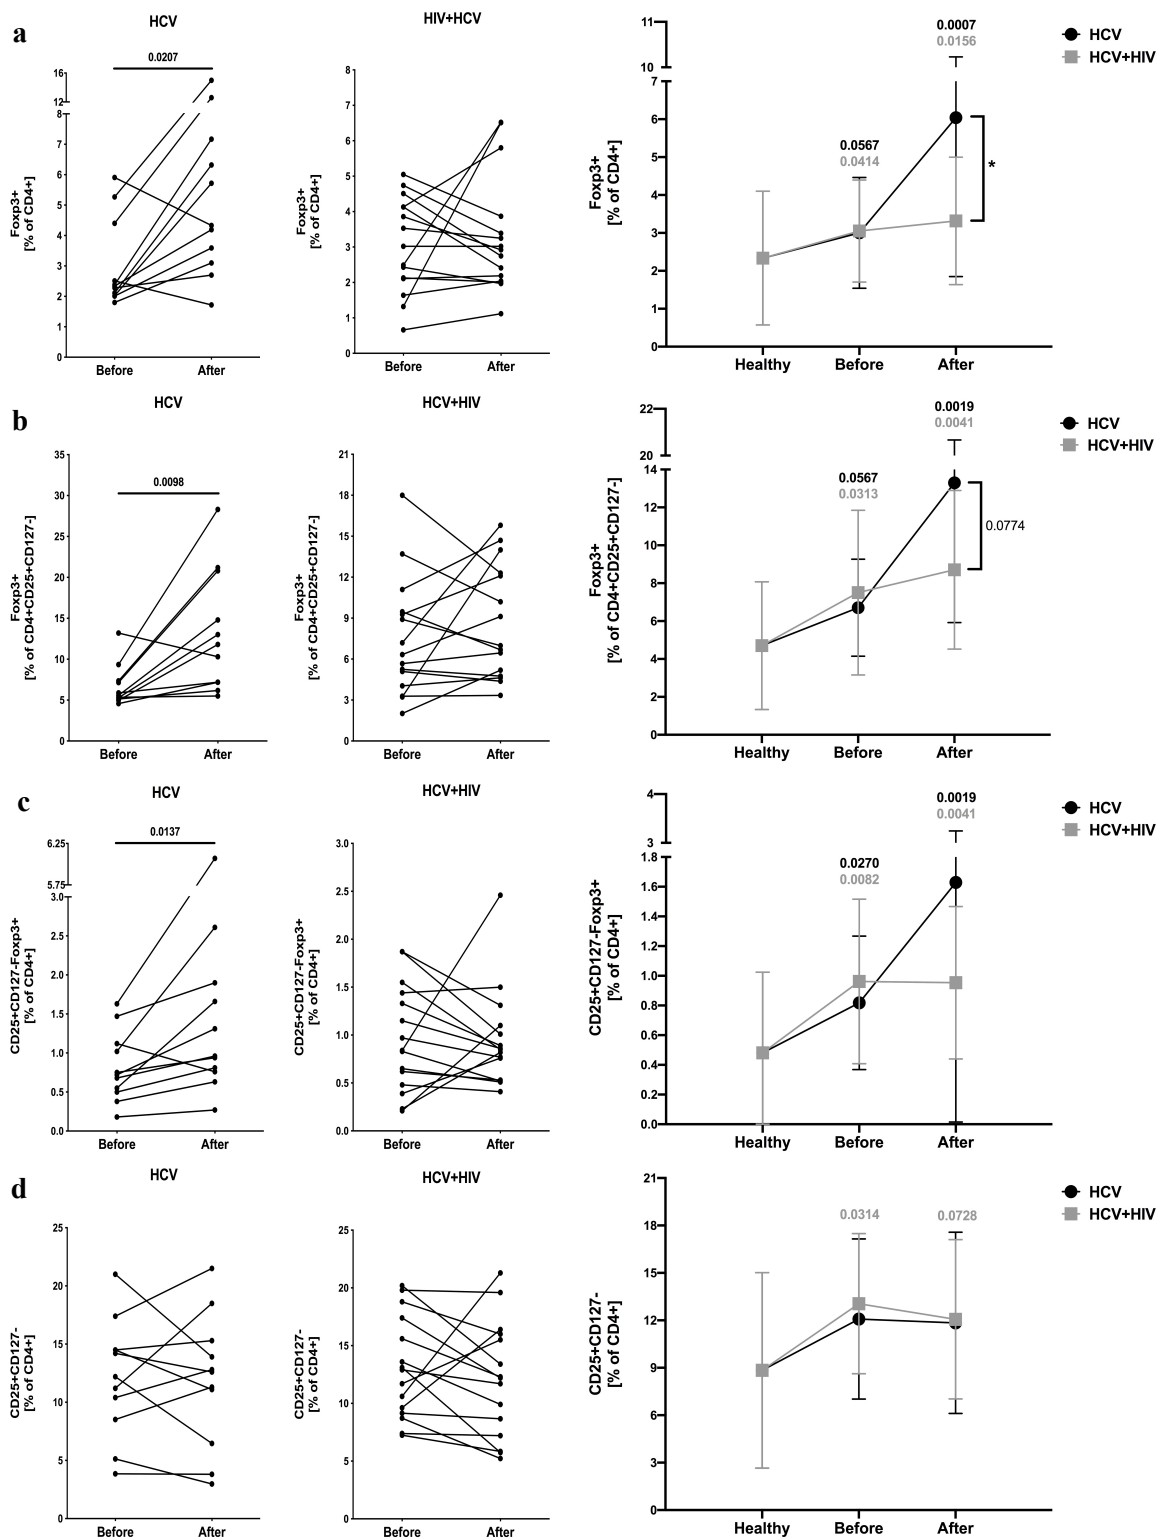 a
HCV
0.0207
16
12
8
7
6
5
4
3
2
1
0
Foxp3+
[% of CD4+]
Before
After
HIV+HCV
8
7
6
5
4
3
2
1
0
Foxp3+
[% of CD4+]
Before
After
11
10
7
6
5
4
3
2
1
0
Foxp3+
[% of CD4+]
0.0567
0.0414
0.0007
0.0156
*
Healthy
Before
After
HCV
HCV+HIV
b
HCV
0.0098
35
30
25
20
15
10
5
0
Foxp3+
[% of CD4+CD25+CD127-]
Before
After
HCV+HIV
21
18
15
12
9
6
3
0
Foxp3+
[% of CD4+CD25+CD127-]
Before
After
22
20
14
12
10
8
6
4
2
0
Foxp3+
[% of CD4+CD25+CD127-]
0.0567
0.0313
0.0019
0.0041
0.0774
Healthy
Before
After
HCV
HCV+HIV
c
HCV
0.0137
6.25
5.75
3.0
2.5
2.0
1.5
1.0
0.5
0.0
CD25+CD127-Foxp3+
[% of CD4+]
Before
After
HCV+HIV
3.0
2.5
2.0
1.5
1.0
0.5
0.0
CD25+CD127-Foxp3+
[% of CD4+]
Before
After
4
3
1.8
1.6
1.4
1.2
1.0
0.8
0.6
0.4
0.2
0.0
CD25+CD127-Foxp3+
[% of CD4+]
0.0270
0.0082
0.0019
0.0041
Healthy
Before
After
HCV
HCV+HIV
d
HCV
25
20
15
10
5
0
CD25+CD127-
[% of CD4+]
Before
After
HCV+HIV
25
20
15
10
5
0
CD25+CD127-
[% of CD4+]
Before
After
21
18
15
12
9
6
3
0
CD25+CD127-
[% of CD4+]
0.0314
0.0728
Healthy
Before
After
HCV
HCV+HIV